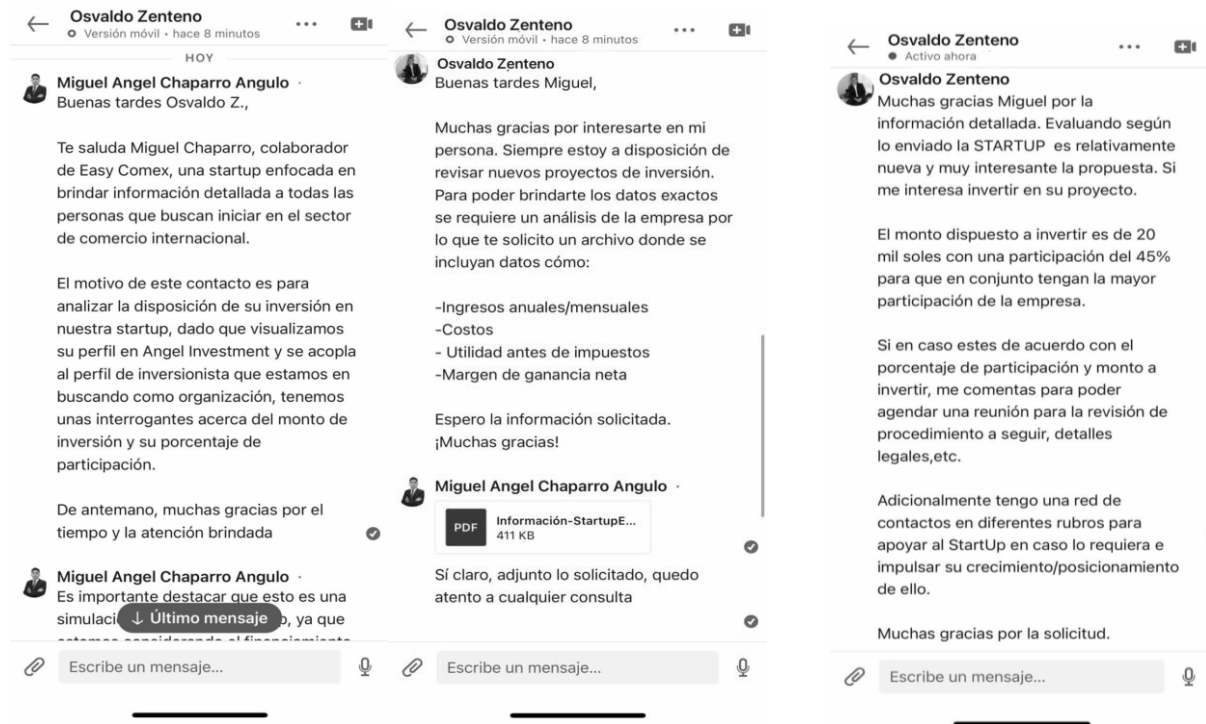 Osvaldo Zenteno
Versión móvil • hace 8 minutos
HOY
Miguel Angel Chaparro Angulo ·
Buenas tardes Osvaldo Z.,
Te saluda Miguel Chaparro, colaborador
de Easy Comex, una startup enfocada en
brindar información detallada a todas las
personas que buscan iniciar en el sector
de comercio internacional.
El motivo de este contacto es para
analizar la disposición de su inversión en
nuestra startup, dado que visualizamos
su perfil en Angel Investment y se acopla
al perfil de inversionista que estamos en
buscando como organización, tenemos
unas interrogantes acerca del monto de
inversión y su porcentaje de
participación.
De antemano, muchas gracias por el
tiempo y la atención brindada
Miguel Angel Chaparro Angulo ·
Es importante destacar que esto es una
↓ Último mensaje
, ya que
Escribe un mensaje...
Osvaldo Zenteno
Versión móvil • hace 8 minutos
Osvaldo Zenteno
Buenas tardes Miguel,
Muchas gracias por interesarte en mi
persona. Siempre estoy a disposición de
revisar nuevos proyectos de inversión.
Para poder brindarte los datos exactos
se requiere un análisis de la empresa por
lo que te solicito un archivo donde se
incluyan datos cómo:
-Ingresos anuales/mensuales
-Costos
- Utilidad antes de impuestos
-Margen de ganancia neta
Espero la información solicitada.
¡Muchas gracias!
Miguel Angel Chaparro Angulo ·
PDF
Información-StartupE...
411 KB
Sí claro, adjunto lo solicitado, quedo
atento a cualquier consulta
Escribe un mensaje...
Osvaldo Zenteno
Activo ahora
Osvaldo Zenteno
Muchas gracias Miguel por la
información detallada. Evaluando según
lo enviado la STARTUP es relativamente
nueva y muy interesante la propuesta. Si
me interesa invertir en su proyecto.
El monto dispuesto a invertir es de 20
mil soles con una participación del 45%
para que en conjunto tengan la mayor
participación de la empresa.
Si en caso estes de acuerdo con el
porcentaje de participación y monto a
invertir, me comentas para poder
agendar una reunión para la revisión de
procedimiento a seguir, detalles
legales,etc.
Adicionalmente tengo una red de
contactos en diferentes rubros para
apoyar al StartUp en caso lo requiera e
impulsar su crecimiento/posicionamiento
de ello.
Muchas gracias por la solicitud.
Escribe un mensaje...